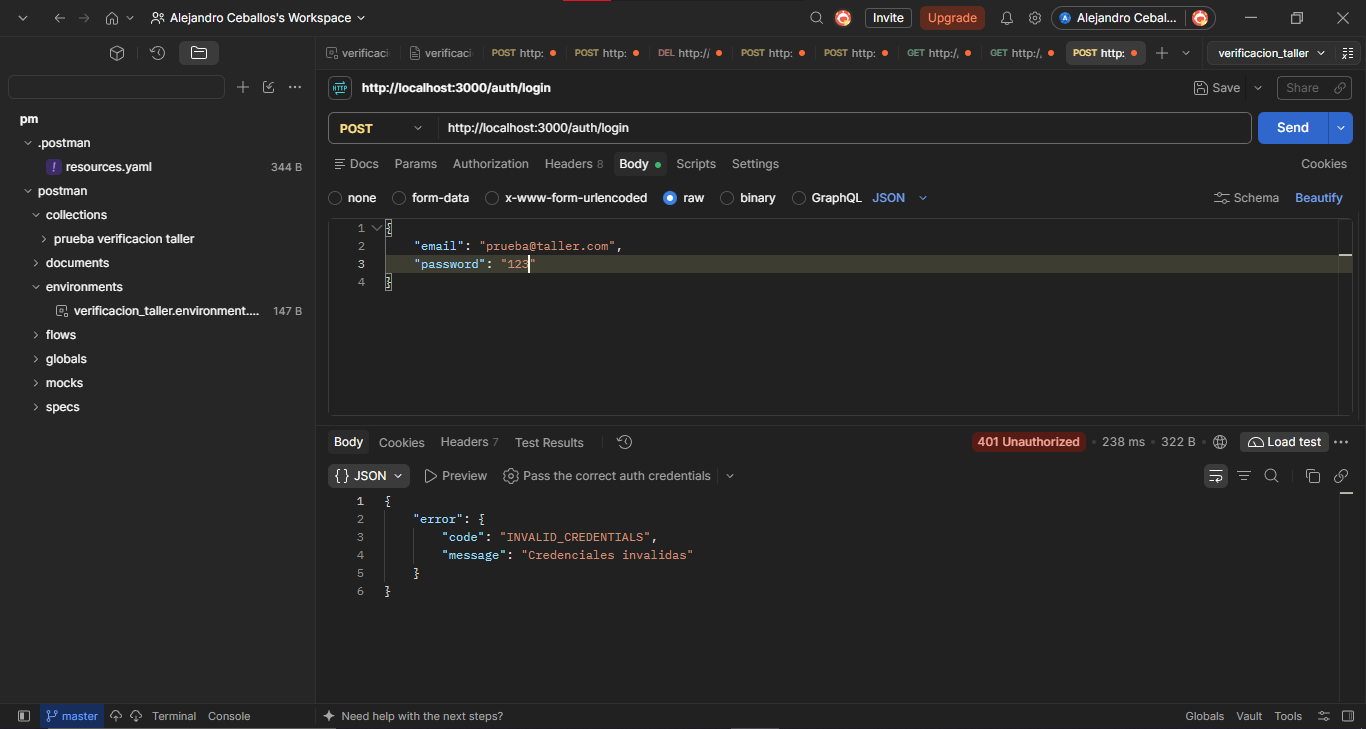 Alejandro Ceballos's Workspace
Invite
Upgrade
Alejandro Cebal...
verificaci
verificaci
POST http:
POST http:
DEL http://
POST http:
POST http:
GET http:/,
GET http:/,
POST http:
verificacion_taller
HTTP http://localhost:3000/auth/login
Save
Share
pm
.postman
! resources.yaml 344 B
postman
collections
prueba verificacion taller
documents
environments
verificacion_taller.environment.... 147 B
flows
globals
mocks
specs
POST http://localhost:3000/auth/login
Send
Docs Params Authorization Headers 8 Body Scripts Settings
Cookies
none form-data x-www-form-urlencoded raw binary GraphQL JSON
Schema Beautify
1 {
2 "email": "prueba@taller.com",
3 "password": "123"
4 }
Body Cookies Headers 7 Test Results
401 Unauthorized • 238 ms • 322 B
Load test
{} JSON Preview Pass the correct auth credentials
1 {
2 "error": {
3 "code": "INVALID_CREDENTIALS",
4 "message": "Credenciales invalidas"
5 }
6 }
master Terminal Console
Need help with the next steps?
Globals Vault Tools